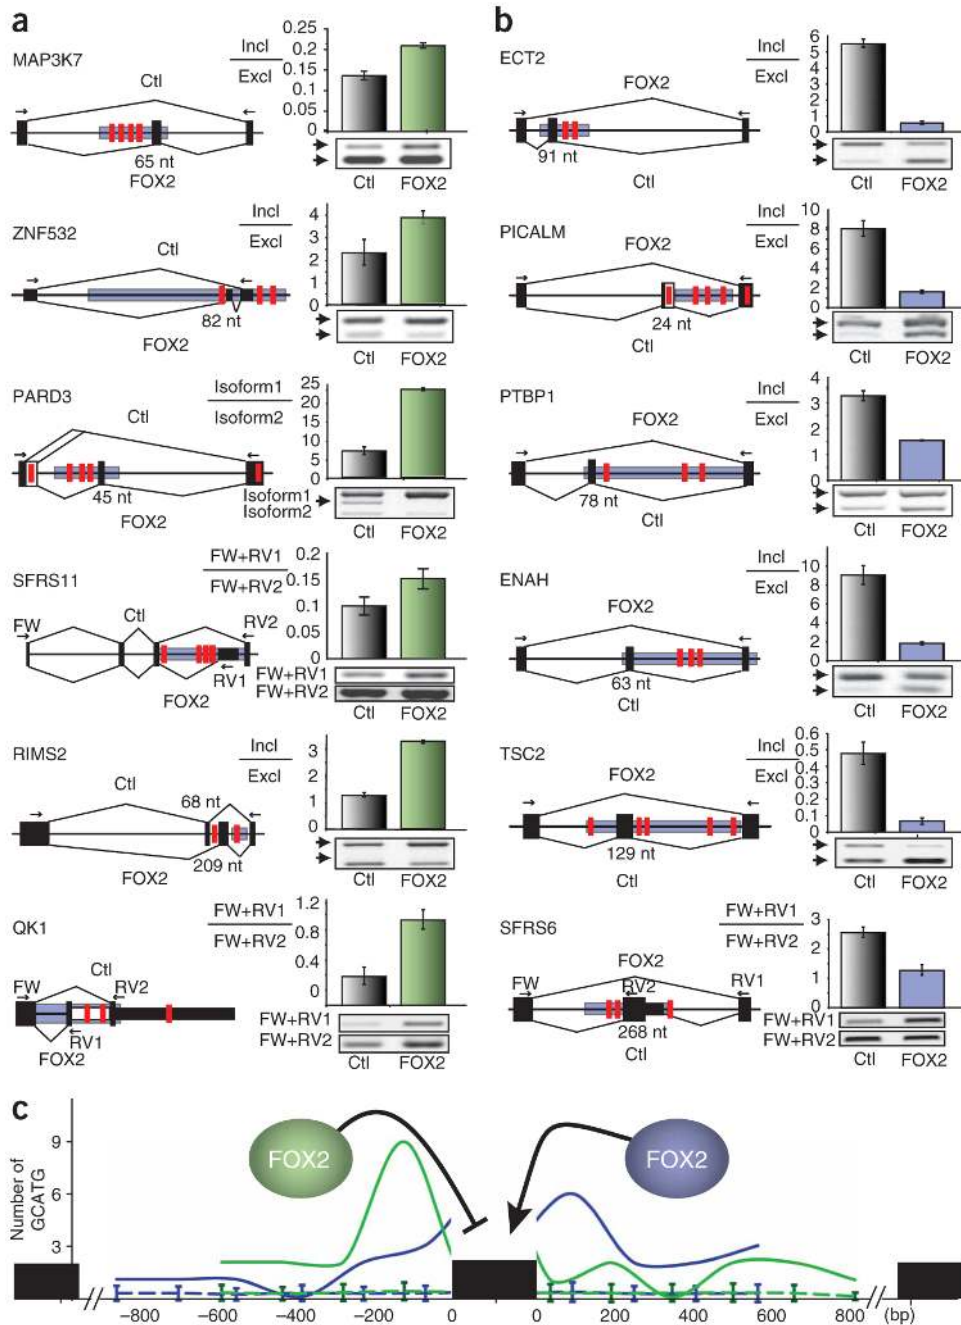 a
MAP3K7
Ctl
65 nt
FOX2
Incl
Excl
0.25
0.2
0.15
0.1
0.05
0
Ctl FOX2
ZNF532
Ctl
82 nt
FOX2
Incl
Excl
4
3
2
1
0
Ctl FOX2
PARD3
Ctl
45 nt
FOX2
Isoform1
Isoform2
25
20
15
10
5
0
Isoform1
Isoform2
Ctl FOX2
SFRS11
FW
Ctl
RV2
RV1
FOX2
FW+RV1
FW+RV2
0.2
0.15
0.1
0.05
0
FW+RV1
FW+RV2
Ctl FOX2
RIMS2
Ctl
68 nt
209 nt
FOX2
Incl
Excl
3
2
1
0
Ctl FOX2
QK1
FW
Ctl
RV2
RV1
FOX2
FW+RV1
FW+RV2
1.2
0.8
0.4
0
FW+RV1
FW+RV2
Ctl FOX2
b
ECT2
FOX2
91 nt
Ctl
Incl
Excl
6
5
4
3
2
1
0
Ctl FOX2
PICALM
FOX2
24 nt
Ctl
Incl
Excl
10
8
6
4
2
0
Ctl FOX2
PTBP1
FOX2
78 nt
Ctl
Incl
Excl
4
3
2
1
0
Ctl FOX2
ENAH
FOX2
63 nt
Ctl
Incl
Excl
10
8
6
4
2
0
Ctl FOX2
TSC2
FOX2
129 nt
Ctl
Incl
Excl
0.6
0.5
0.4
0.3
0.2
0.1
0
Ctl FOX2
SFRS6
FOX2
FW
RV2
RV1
268 nt
Ctl
FW+RV1
FW+RV2
3
2
1
0
FW+RV1
FW+RV2
Ctl FOX2
c
Number of
GCATG
9
6
3
FOX2
FOX2
−800 −600 −400 −200 0 0 200 400 600 800 (bp)